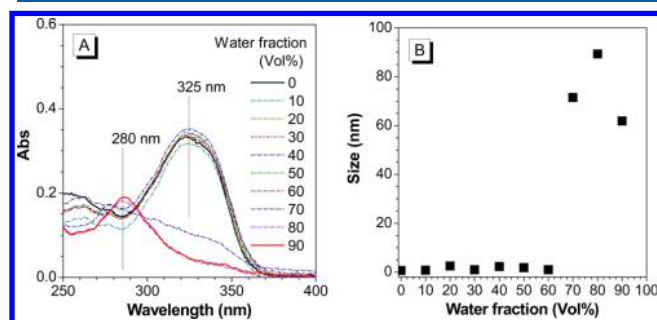 A
Water fraction
(Vol%)
0
10
20
30
40
50
60
70
80
90
325 nm
280 nm
Abs
0.6
0.4
0.2
0.0
250
300
350
400
Wavelength (nm)
B
Size (nm)
100
80
60
40
20
0
0 10 20 30 40 50 60 70 80 90 100
Water fraction (Vol%)